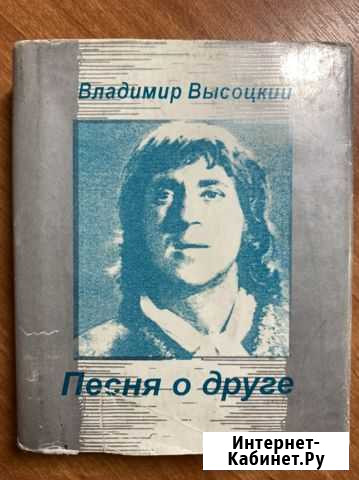 Владимир Высоцкий
Песня о друге
Интернет-
Кабинет.Ру